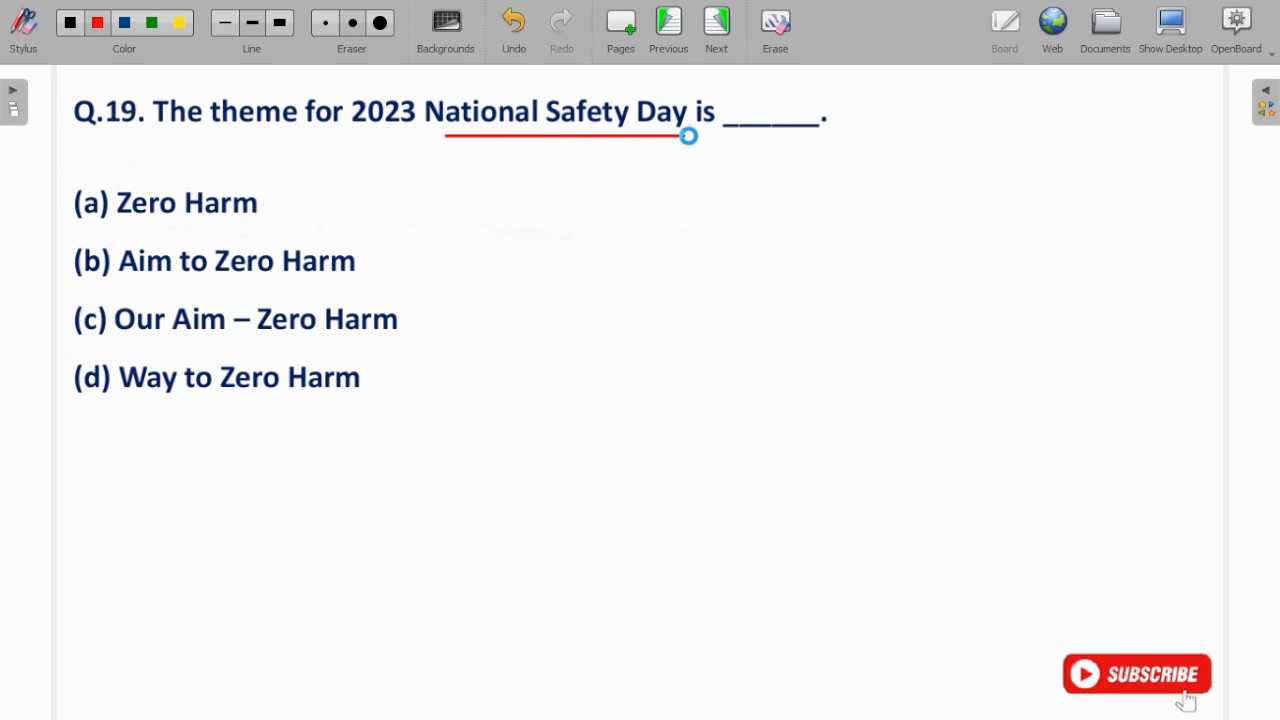 Stylus
Color
Line
Eraser
Backgrounds
Undo
Redo
Pages
Previous
Next
Erase
Board
Web
Documents
Show Desktop
OpenBoard
Q.19. The theme for 2023 National Safety Day is ______.
(a) Zero Harm
(b) Aim to Zero Harm
(c) Our Aim – Zero Harm
(d) Way to Zero Harm
SUBSCRIBE